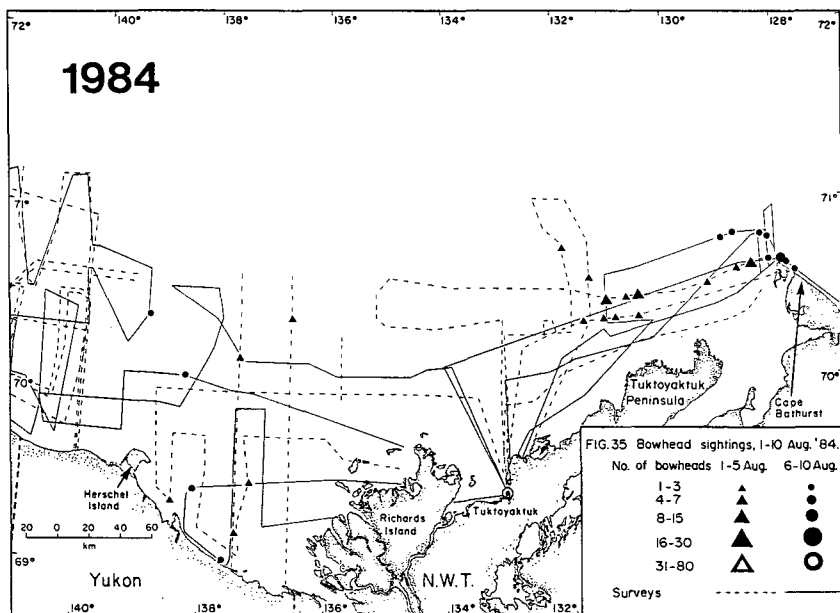 72° 140° 138° 136° 134° 132° 130° 128° 72°
1984
71° 71°
70° 70°
Tuktoyaktuk
Peninsula
Cape
Bathurst
Herschel
Island
Richards
Island
Tuktoyaktuk
20 0 20 40 60
km
69°
Yukon
N.W.T.
140° 138° 136° 134° 132°
FIG.35 Bowhead sightings, 1-10 Aug.'84.
No. of bowheads 1-5 Aug. 6-10 Aug.
1-3
4-7
8-15
16-30
31-80
Surveys